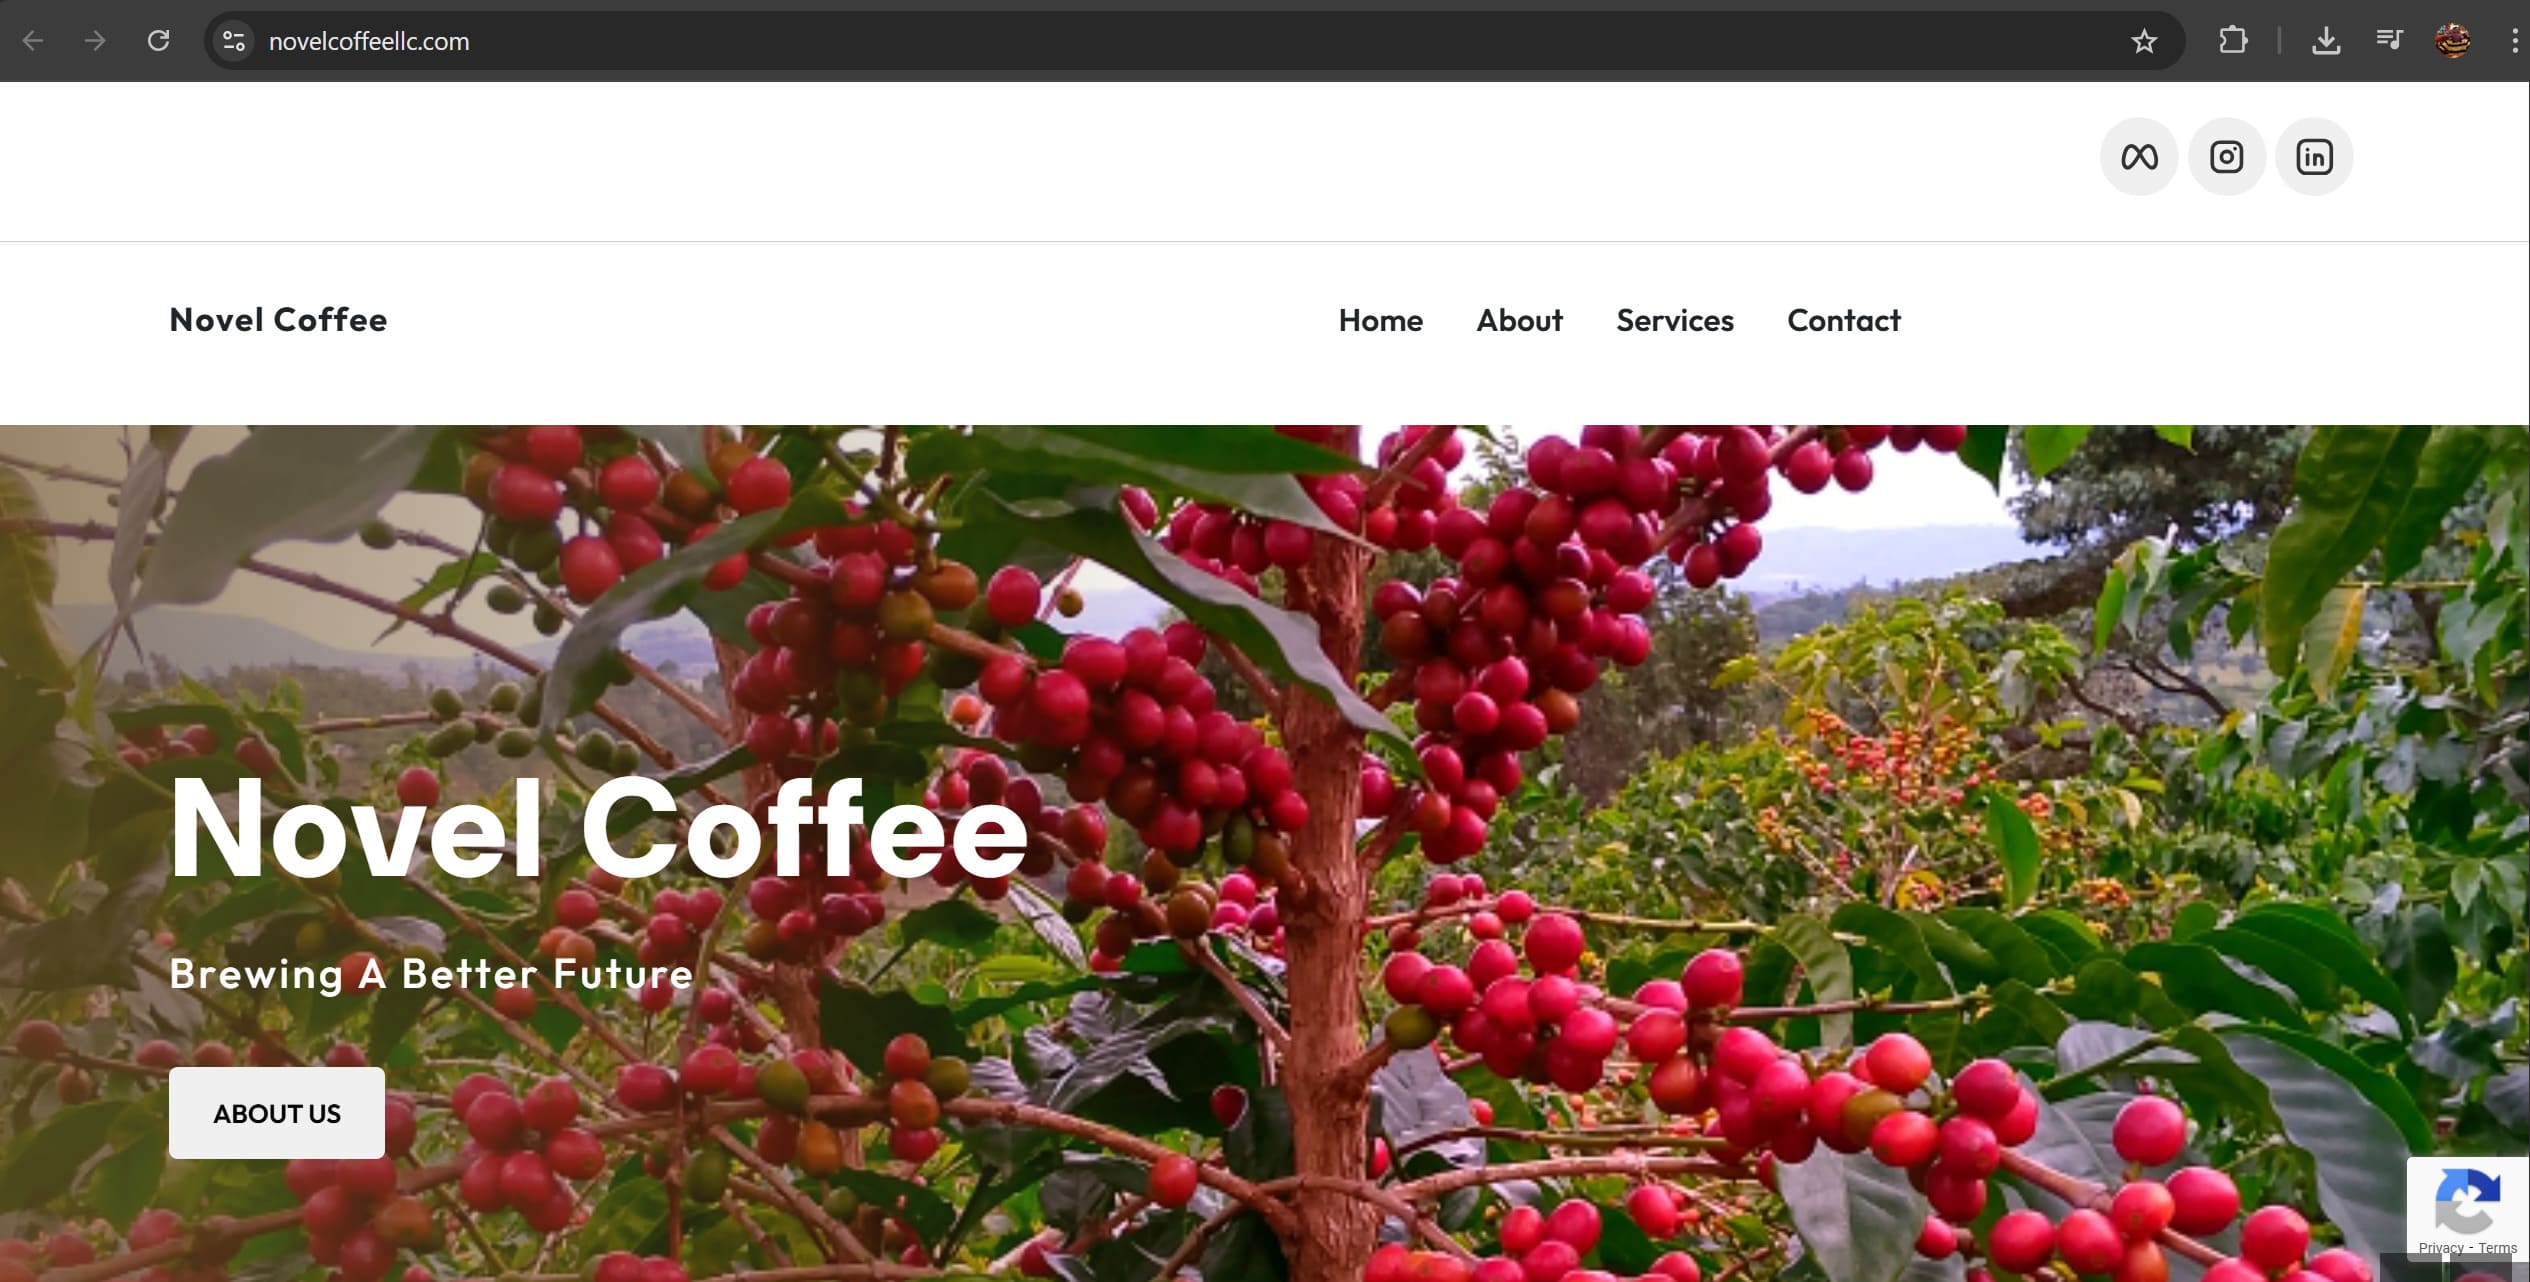 novelcoffeellc.com
Novel Coffee
Home About Services Contact
Novel Coffee
Brewing A Better Future
ABOUT US
Privacy - Terms